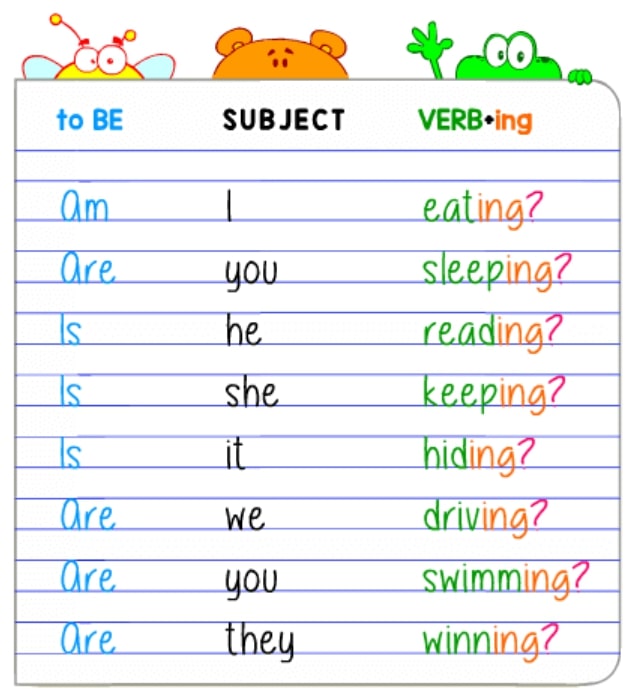 to BE SUBJECT VERB+ing
Am I eating?
Are you sleeping?
Is he reading?
Is she keeping?
Is it hiding?
Are we driving?
Are you swimming?
Are they winning?